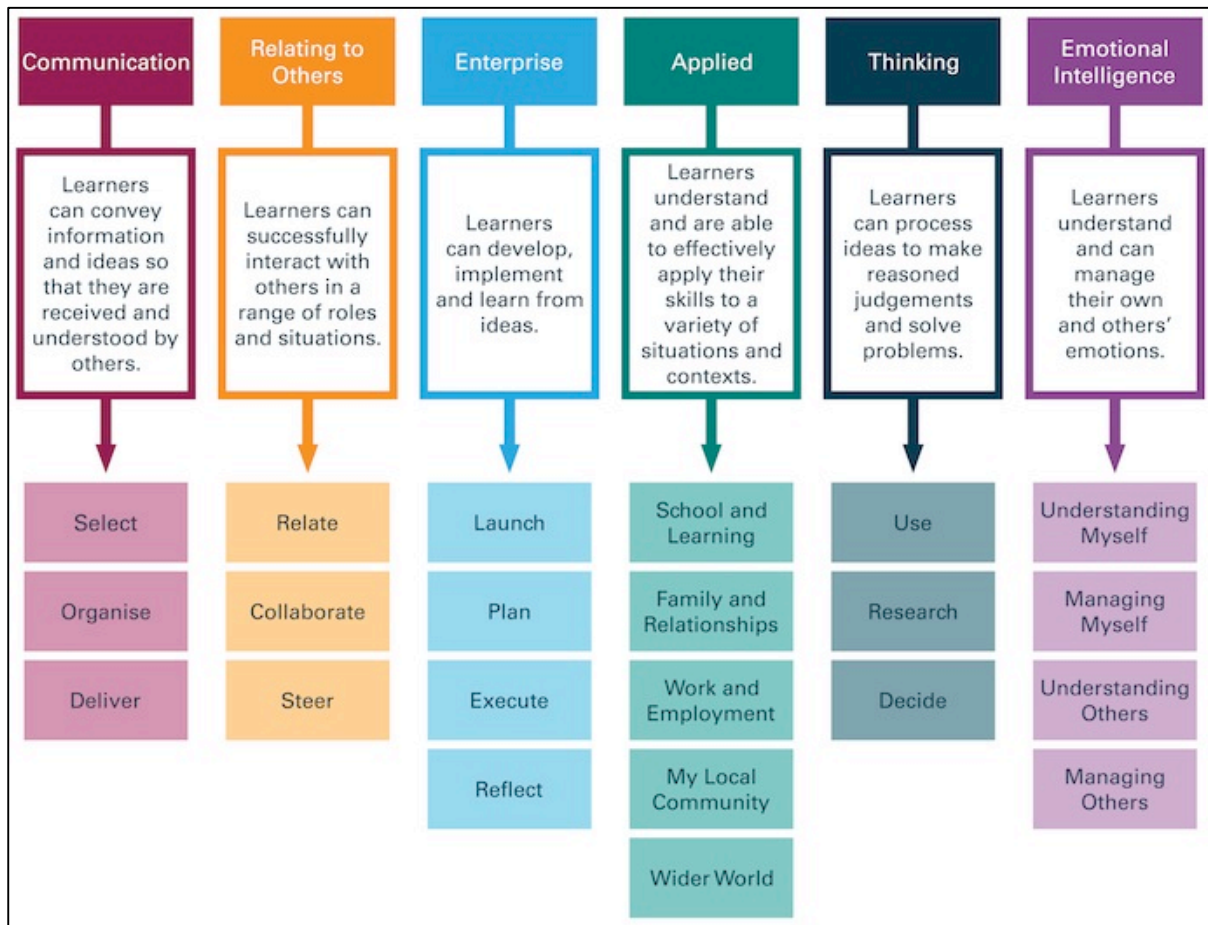 Communication
Relating to
Others
Enterprise
Applied
Thinking
Emotional
Intelligence
Learners
can convey
information
and ideas so
that they are
received and
understood by
others.
Learners can
successfully
interact with
others in a
range of roles
and situations.
Learners
can develop,
implement
and learn from
ideas.
Learners
understand
and are able
to effectively
apply their
skills to a
variety of
situations and
contexts.
Learners
can process
ideas to make
reasoned
judgements
and solve
problems.
Learners
understand
and can
manage
their own
and others’
emotions.
Select
Organise
Deliver
Relate
Collaborate
Steer
Launch
Plan
Execute
Reflect
School and
Learning
Family and
Relationships
Work and
Employment
My Local
Community
Wider World
Use
Research
Decide
Understanding
Myself
Managing
Myself
Understanding
Others
Managing
Others